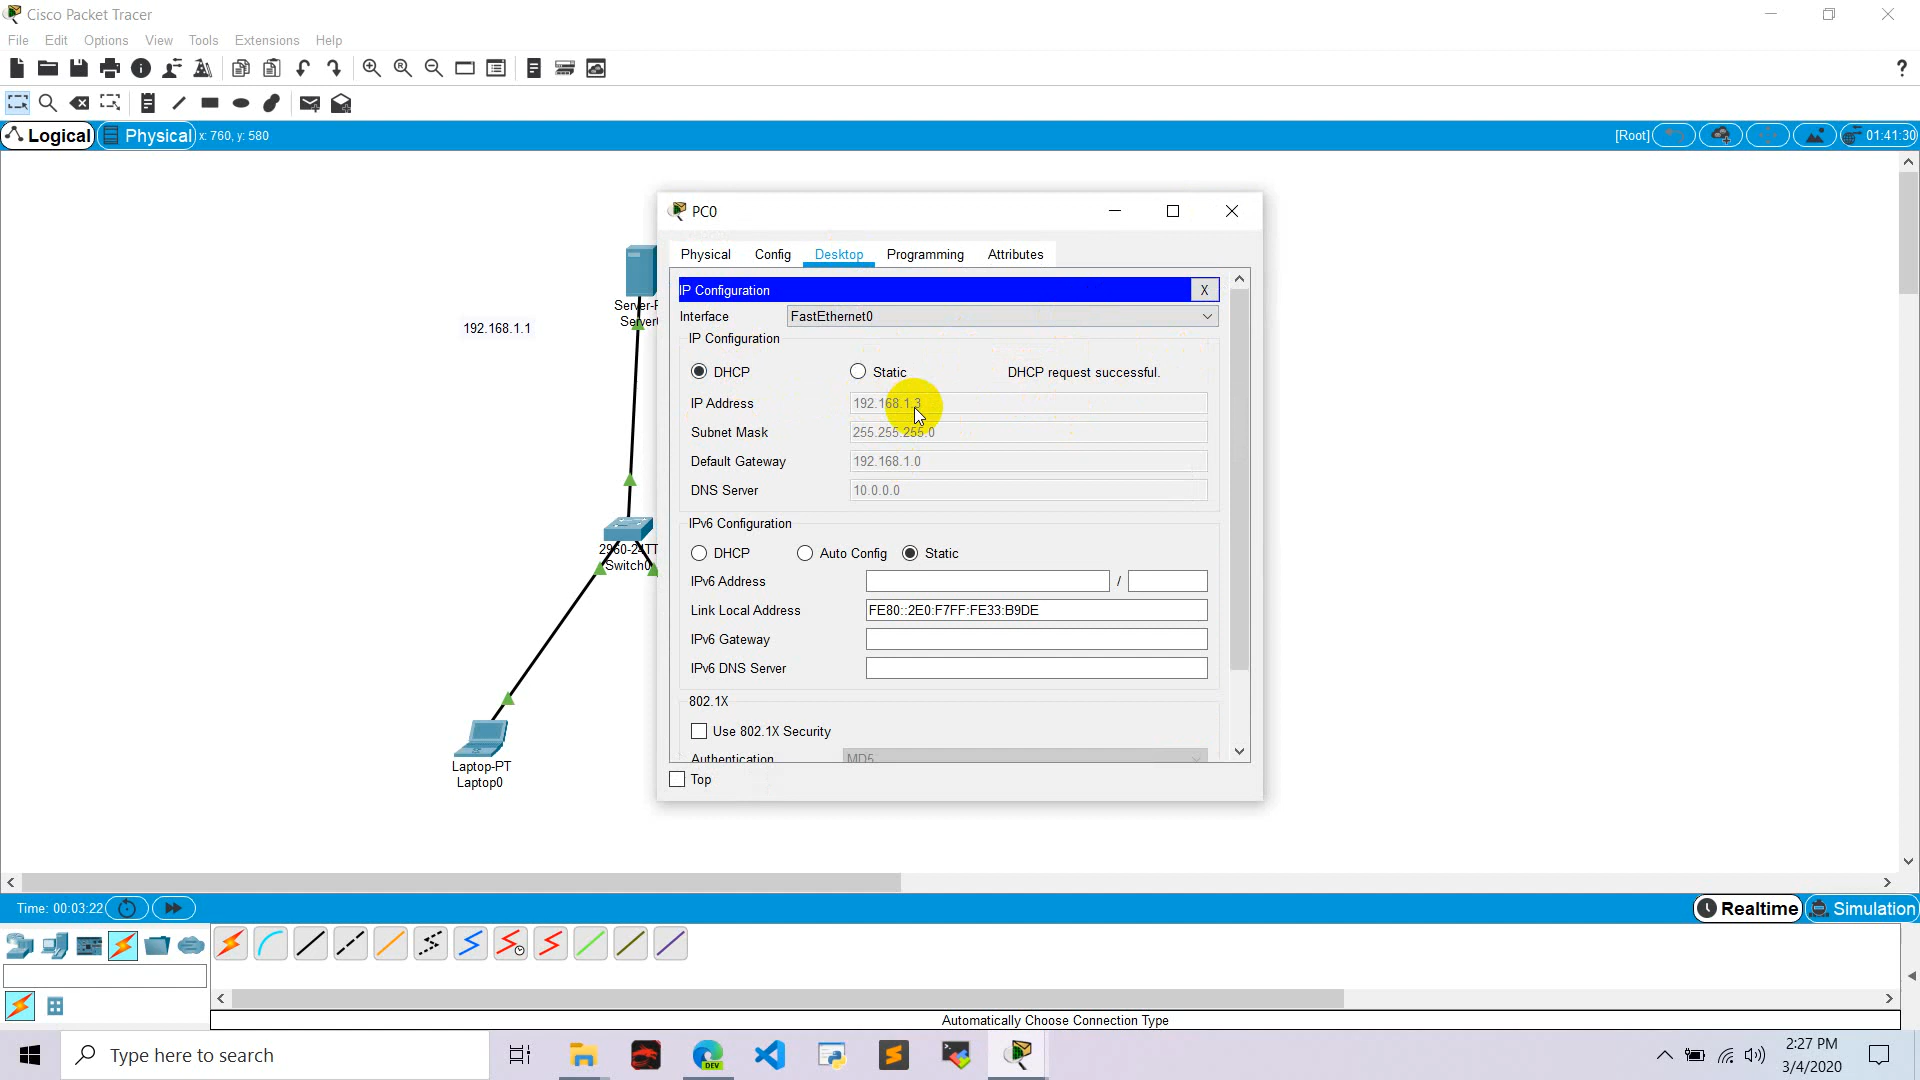 Cisco Packet Tracer
File Edit Options View Tools Extensions Help
?
Logical Physical x: 760, y: 580 [Root] 01:41:30
PC0
Physical Config Desktop Programming Attributes
IP Configuration X
Interface FastEthernet0
IP Configuration
DHCP Static DHCP request successful.
IP Address 192.168.1.3
Subnet Mask 255.255.255.0
Default Gateway 192.168.1.0
DNS Server 10.0.0.0
IPv6 Configuration
DHCP Auto Config Static
IPv6 Address /
Link Local Address FE80::2E0:F7FF:FE33:B9DE
IPv6 Gateway
IPv6 DNS Server
802.1X
Use 802.1X Security
Authentication MD5
Top
Server-P
Server
192.168.1.1
2960-24TT
Switch0
Laptop-PT
Laptop0
Time: 00:03:22 Realtime Simulation
Automatically Choose Connection Type
Type here to search
DEV
2:27 PM
3/4/2020